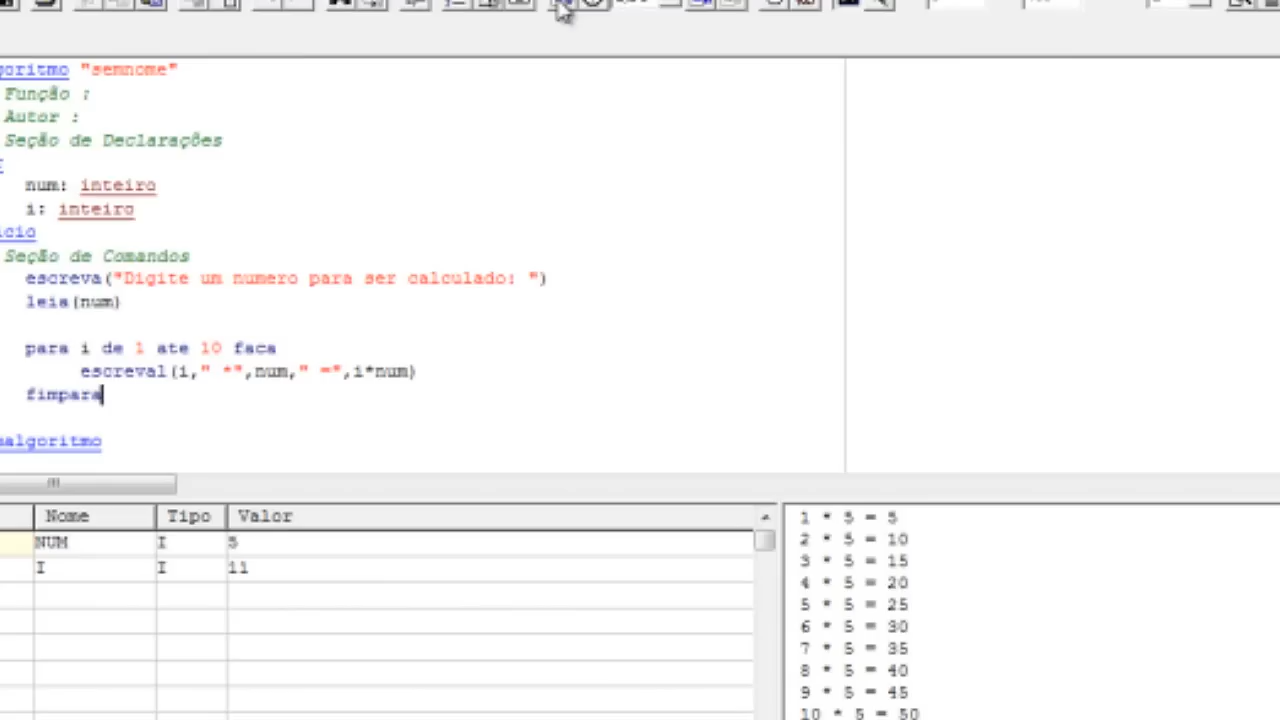 goritmo "semnome"
Função :
Autor :
Seção de Declarações
num: inteiro
i: inteiro
icio
Seção de Comandos
escreva("Digite um numero para ser calculado: ")
leia(num)
para i de 1 ate 10 faca
escreval(i," *",num," =",i*num)
fimpara
malgoritmo
Nome Tipo Valor
NUM I 5
I I 11
1 * 5 = 5
2 * 5 = 10
3 * 5 = 15
4 * 5 = 20
5 * 5 = 25
6 * 5 = 30
7 * 5 = 35
8 * 5 = 40
9 * 5 = 45
10 * 5 = 50